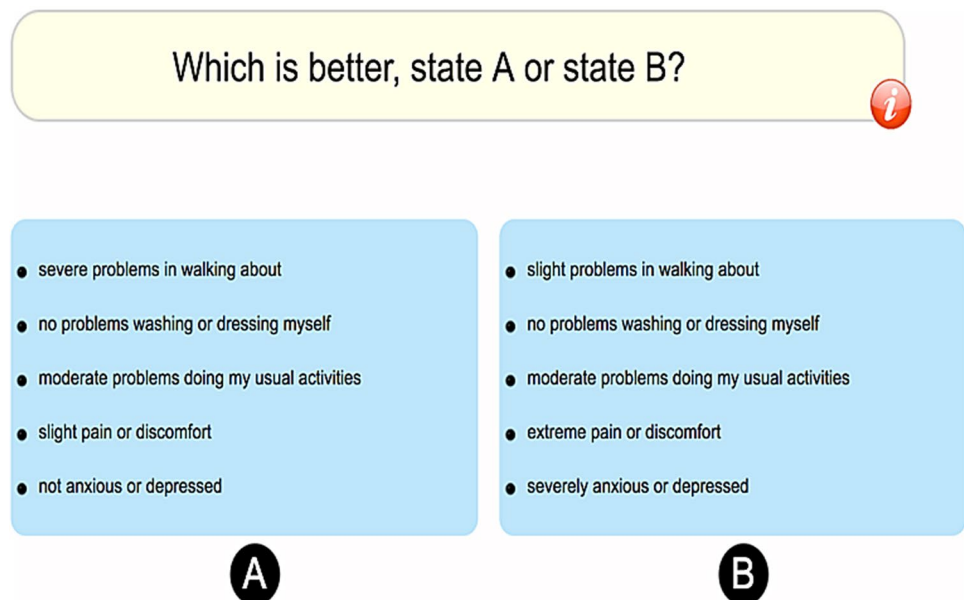 Which is better, state A or state B?
i
severe problems in walking about
no problems washing or dressing myself
moderate problems doing my usual activities
slight pain or discomfort
not anxious or depressed
A
slight problems in walking about
no problems washing or dressing myself
moderate problems doing my usual activities
extreme pain or discomfort
severely anxious or depressed
B